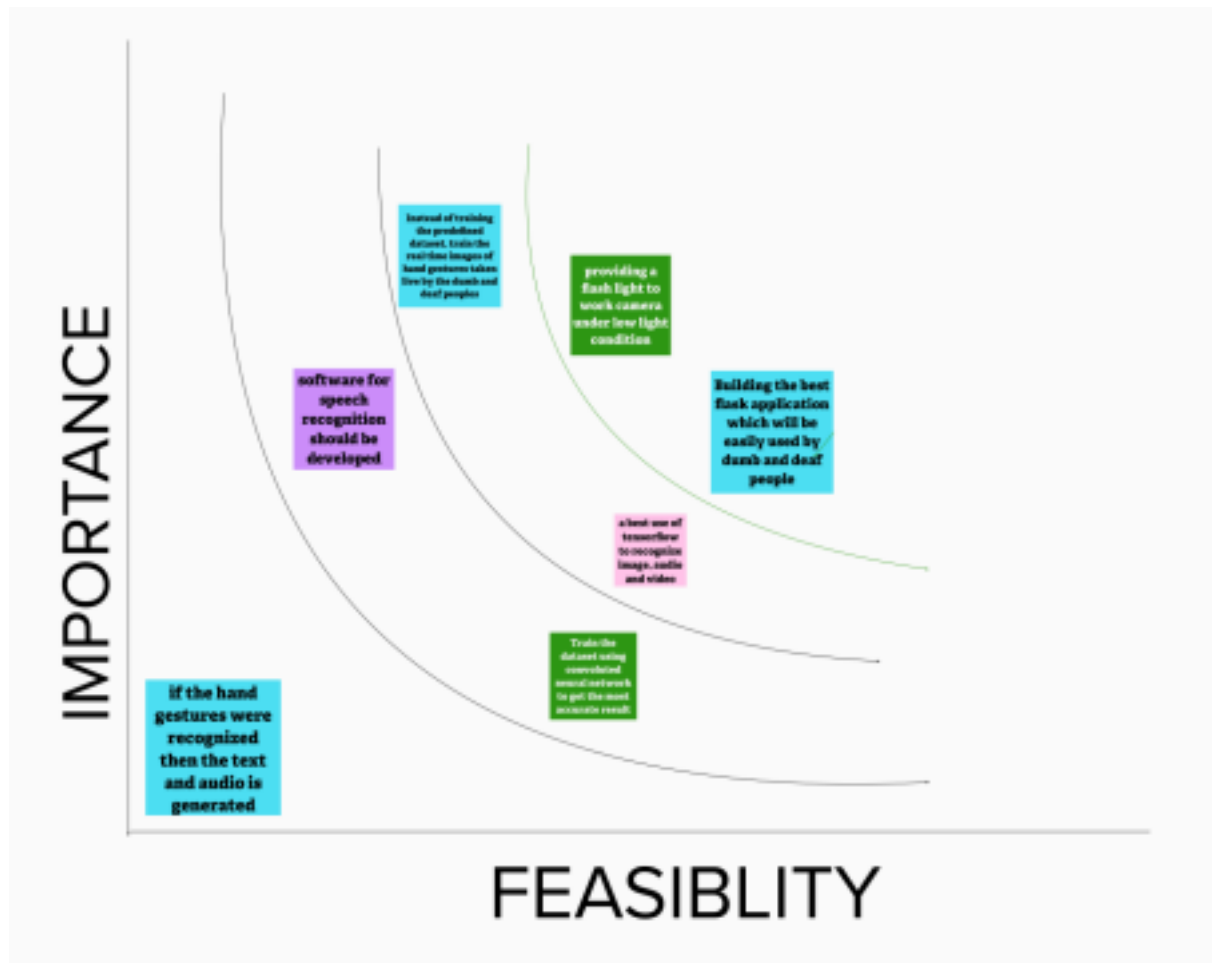 IMPORTANCE
Instead of training
the predefined
dataset, train the
real time images of
hand gestures taken
live by the dumb and
deaf peoples
providing a
flash light to
work camera
under low light
condition
software for
speech
recognition
should be
developed
Building the best
flask application
which will be
easily used by
dumb and deaf
people
a best use of
tensorflow
to recognize
image, audio
and video
Train the
dataset using
convoluted
neural network
to get the most
accurate result
if the hand
gestures were
recognized
then the text
and audio is
generated
FEASIBLITY